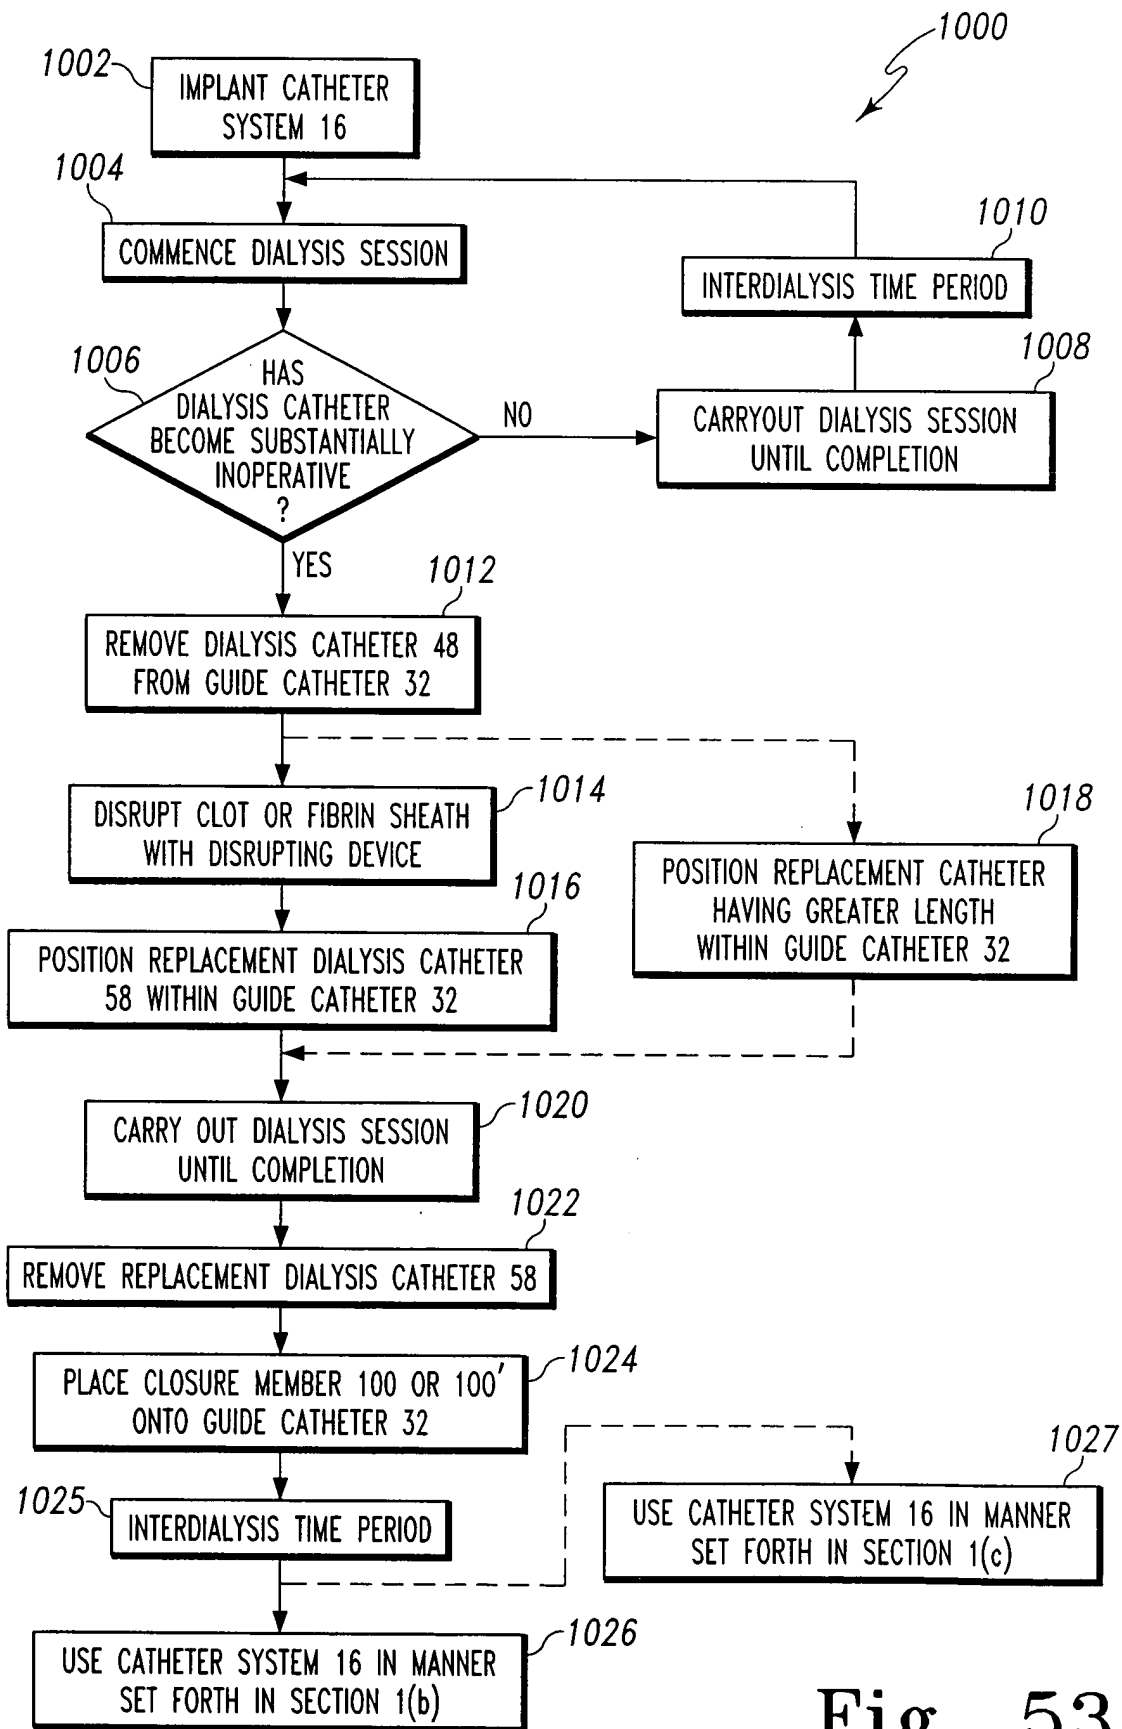 1000
1002
IMPLANT CATHETER
SYSTEM 16
1004
COMMENCE DIALYSIS SESSION
1010
INTERDIALYSIS TIME PERIOD
1006
HAS
DIALYSIS CATHETER
BECOME SUBSTANTIALLY
INOPERATIVE
?
NO
1008
CARRYOUT DIALYSIS SESSION
UNTIL COMPLETION
YES
1012
REMOVE DIALYSIS CATHETER 48
FROM GUIDE CATHETER 32
1014
DISRUPT CLOT OR FIBRIN SHEATH
WITH DISRUPTING DEVICE
1018
POSITION REPLACEMENT CATHETER
HAVING GREATER LENGTH
WITHIN GUIDE CATHETER 32
1016
POSITION REPLACEMENT DIALYSIS CATHETER
58 WITHIN GUIDE CATHETER 32
1020
CARRY OUT DIALYSIS SESSION
UNTIL COMPLETION
1022
REMOVE REPLACEMENT DIALYSIS CATHETER 58
1024
PLACE CLOSURE MEMBER 100 OR 100'
ONTO GUIDE CATHETER 32
1025
INTERDIALYSIS TIME PERIOD
1027
USE CATHETER SYSTEM 16 IN MANNER
SET FORTH IN SECTION 1(c)
1026
USE CATHETER SYSTEM 16 IN MANNER
SET FORTH IN SECTION 1(b)
Fig. 53